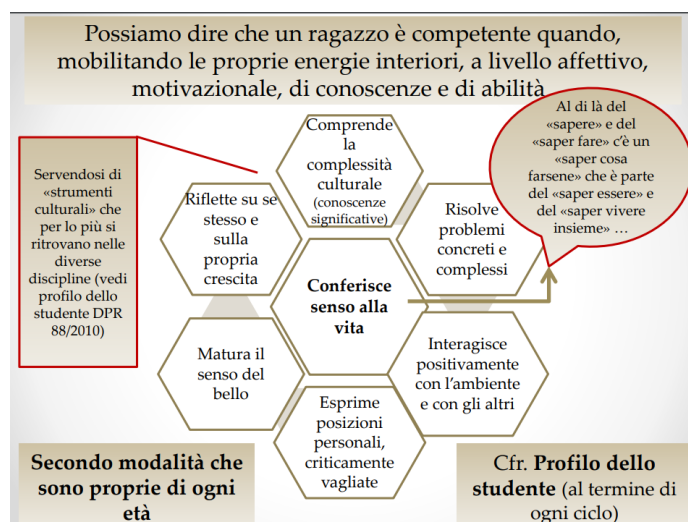 Possiamo dire che un ragazzo è competente quando,
mobilitando le proprie energie interiori, a livello affettivo,
motivazionale, di conoscenze e di abilità
Servendosi di
«strumenti
culturali» che
per lo più si
ritrovano nelle
diverse
discipline (vedi
profilo dello
studente DPR
88/2010)
Comprende
la
complessità
culturale
(conoscenze
significative)
Al di là del
«sapere» e del
«saper fare» c'è un
«saper cosa
farsene» che è parte
del «saper essere» e
del «saper vivere
insieme» …
Riflette su se
stesso e
sulla
propria
crescita
Risolve
problemi
concreti e
complessi
Conferisce
senso alla
vita
Matura il
senso del
bello
Interagisce
positivamente
con l'ambiente
e con gli altri
Esprime
posizioni
personali,
criticamente
vagliate
Secondo modalità che
sono proprie di ogni
età
Cfr. Profilo dello
studente (al termine di
ogni ciclo)